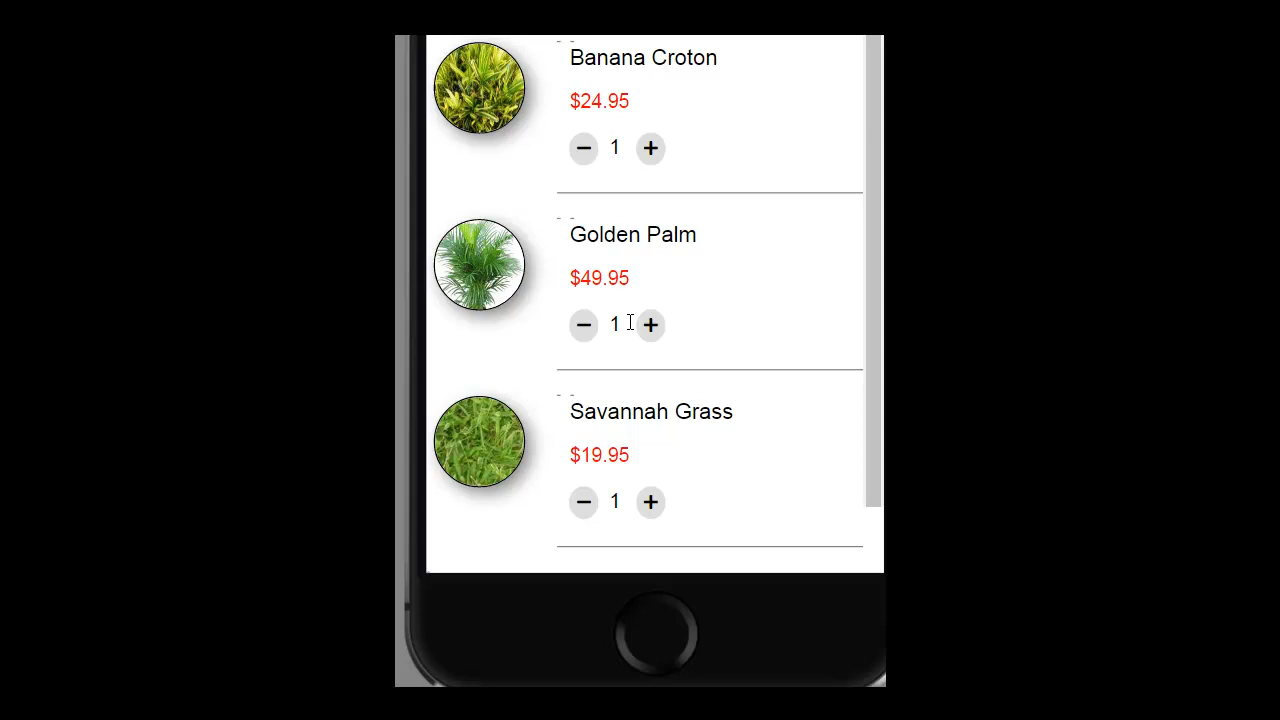 Banana Croton
$24.95
− 1 +
Golden Palm
$49.95
− 1 +
Savannah Grass
$19.95
− 1 +